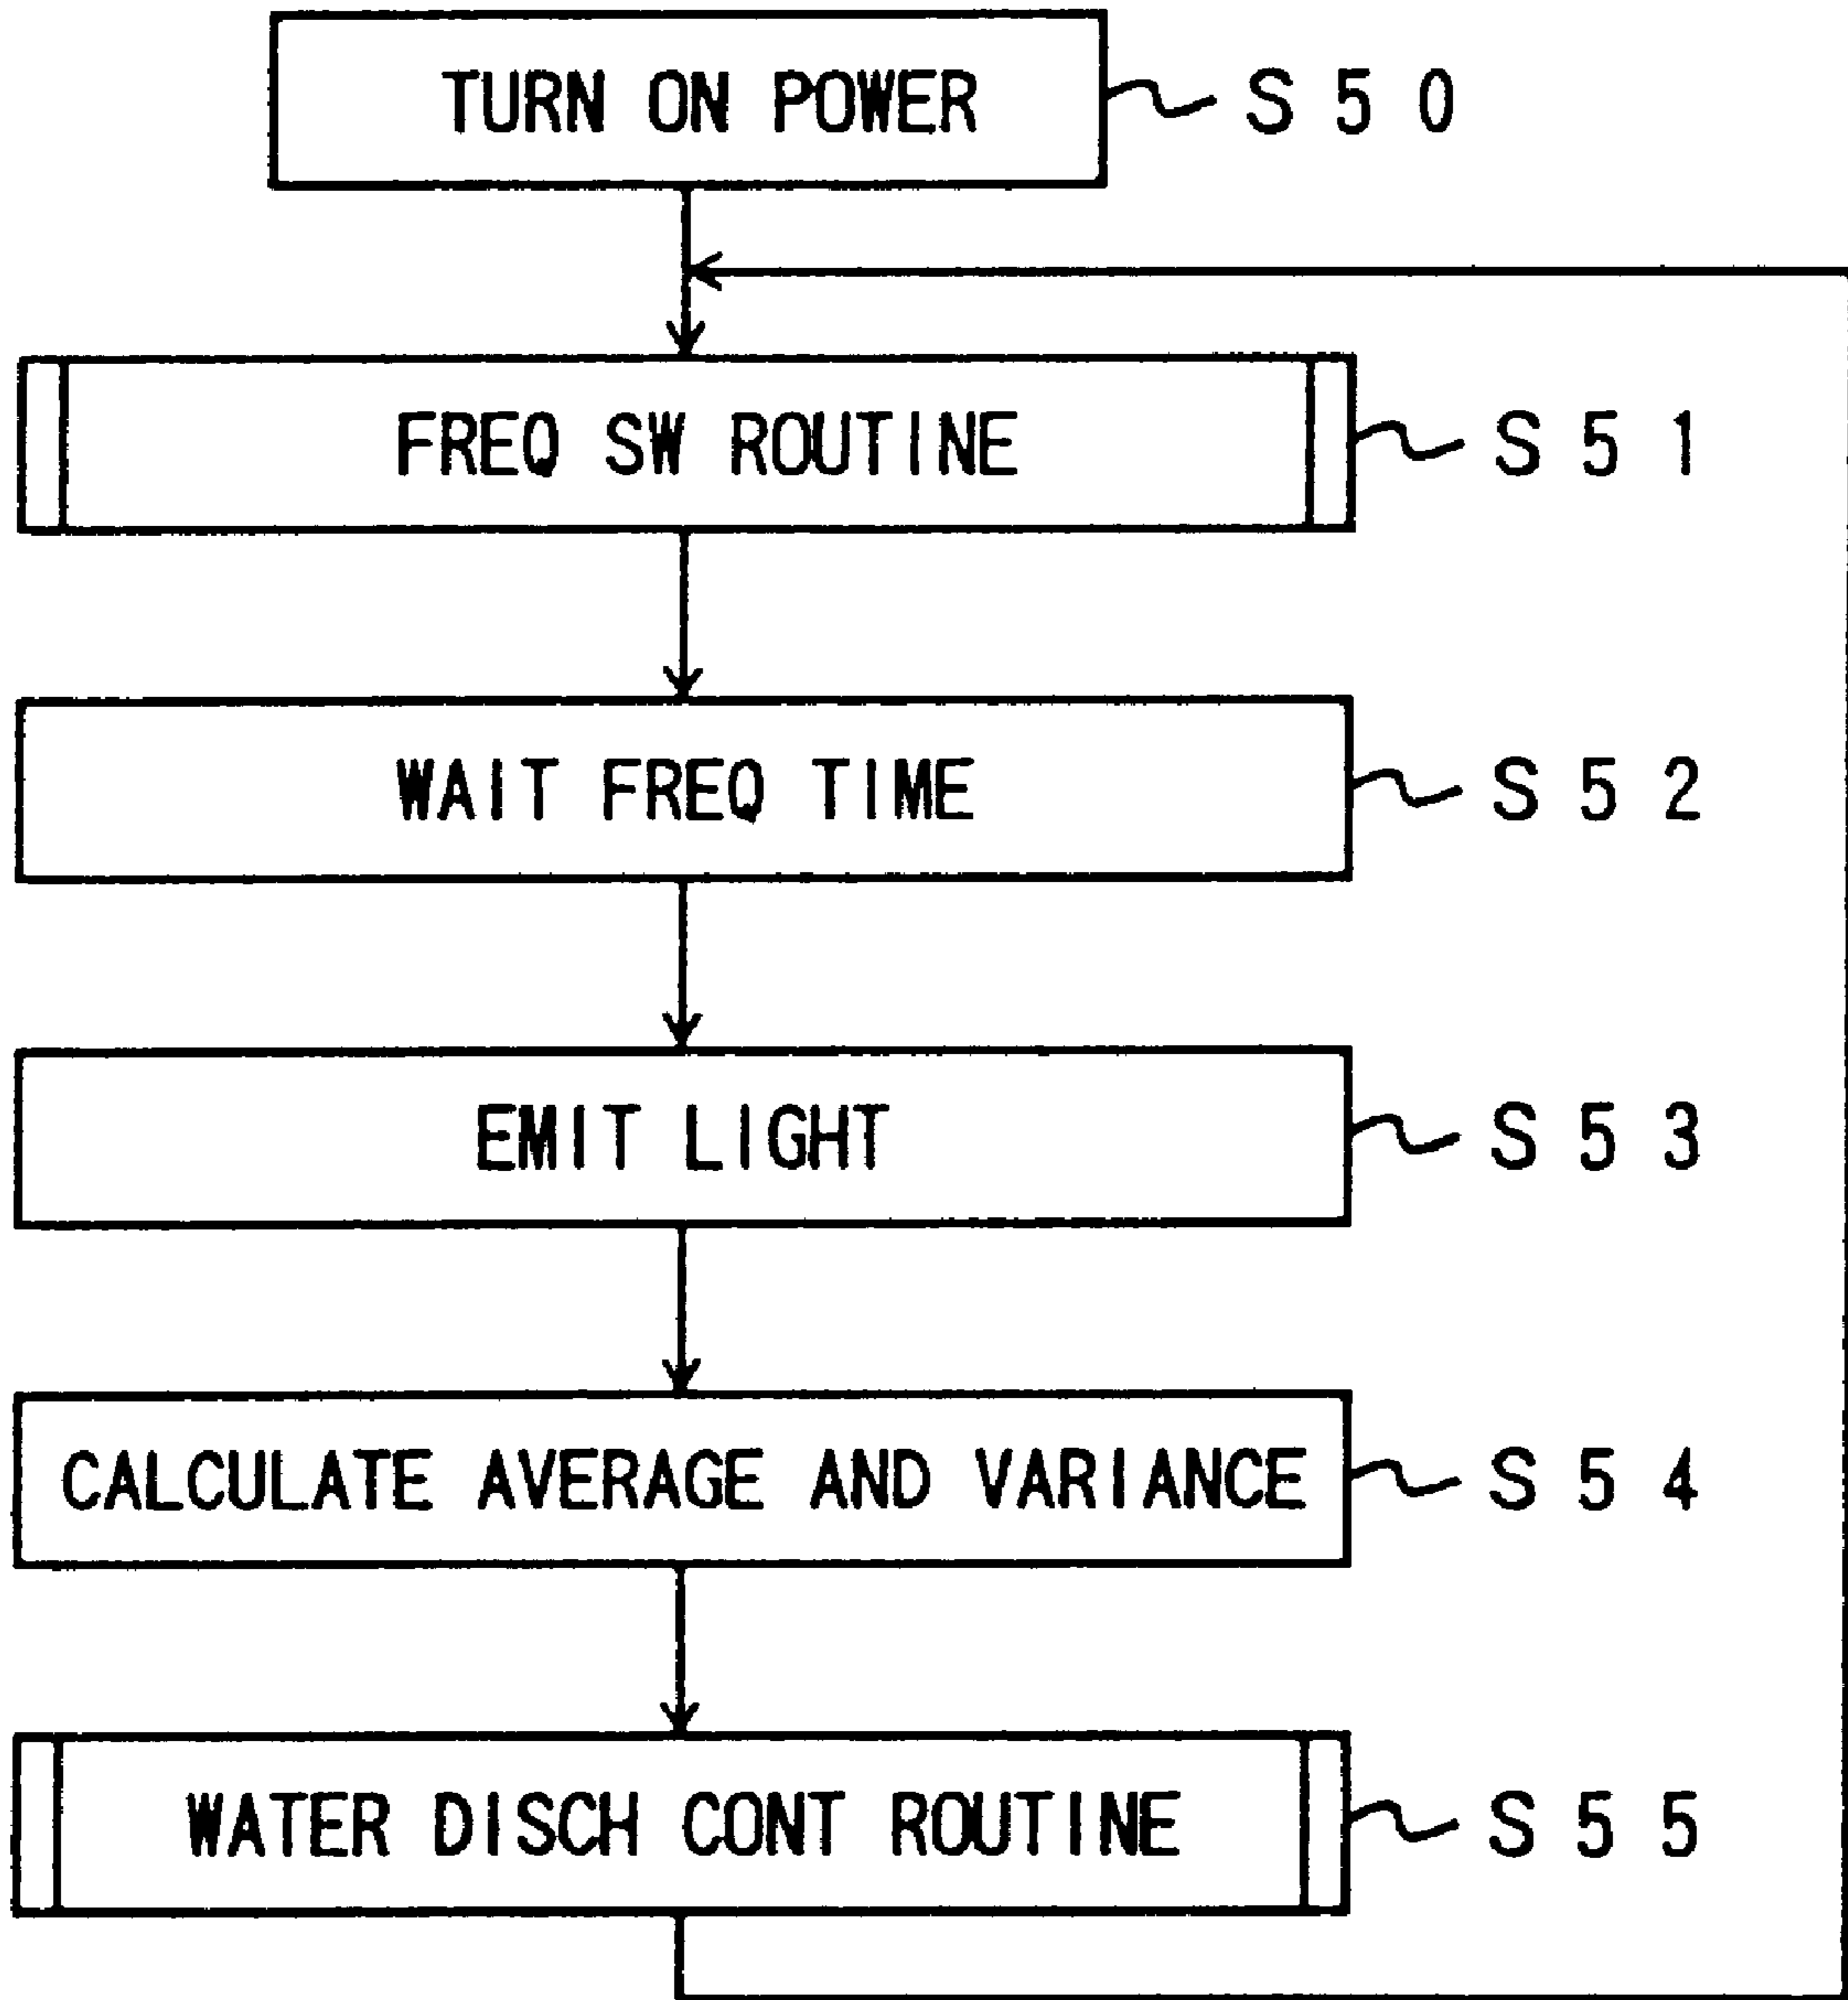 TURN ON POWER S50
FREQ SW ROUTINE S51
WAIT FREQ TIME S52
EMIT LIGHT S53
CALCULATE AVERAGE AND VARIANCE S54
WATER DISCH CONT ROUTINE S55